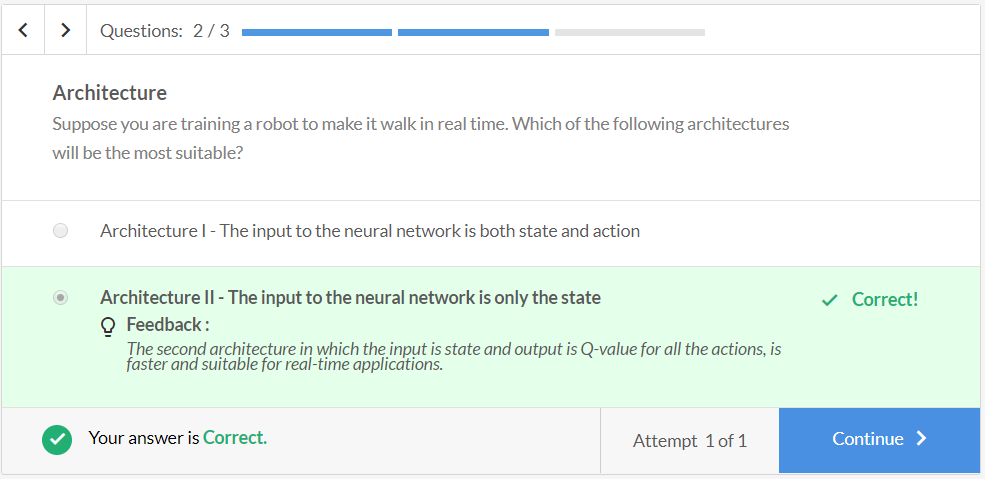 Questions: 2 / 3
Architecture
Suppose you are training a robot to make it walk in real time. Which of the following architectures
will be the most suitable?
Architecture I - The input to the neural network is both state and action
Architecture II - The input to the neural network is only the state
Correct!
Feedback :
The second architecture in which the input is state and output is Q-value for all the actions, is
faster and suitable for real-time applications.
Your answer is Correct.
Attempt 1 of 1
Continue